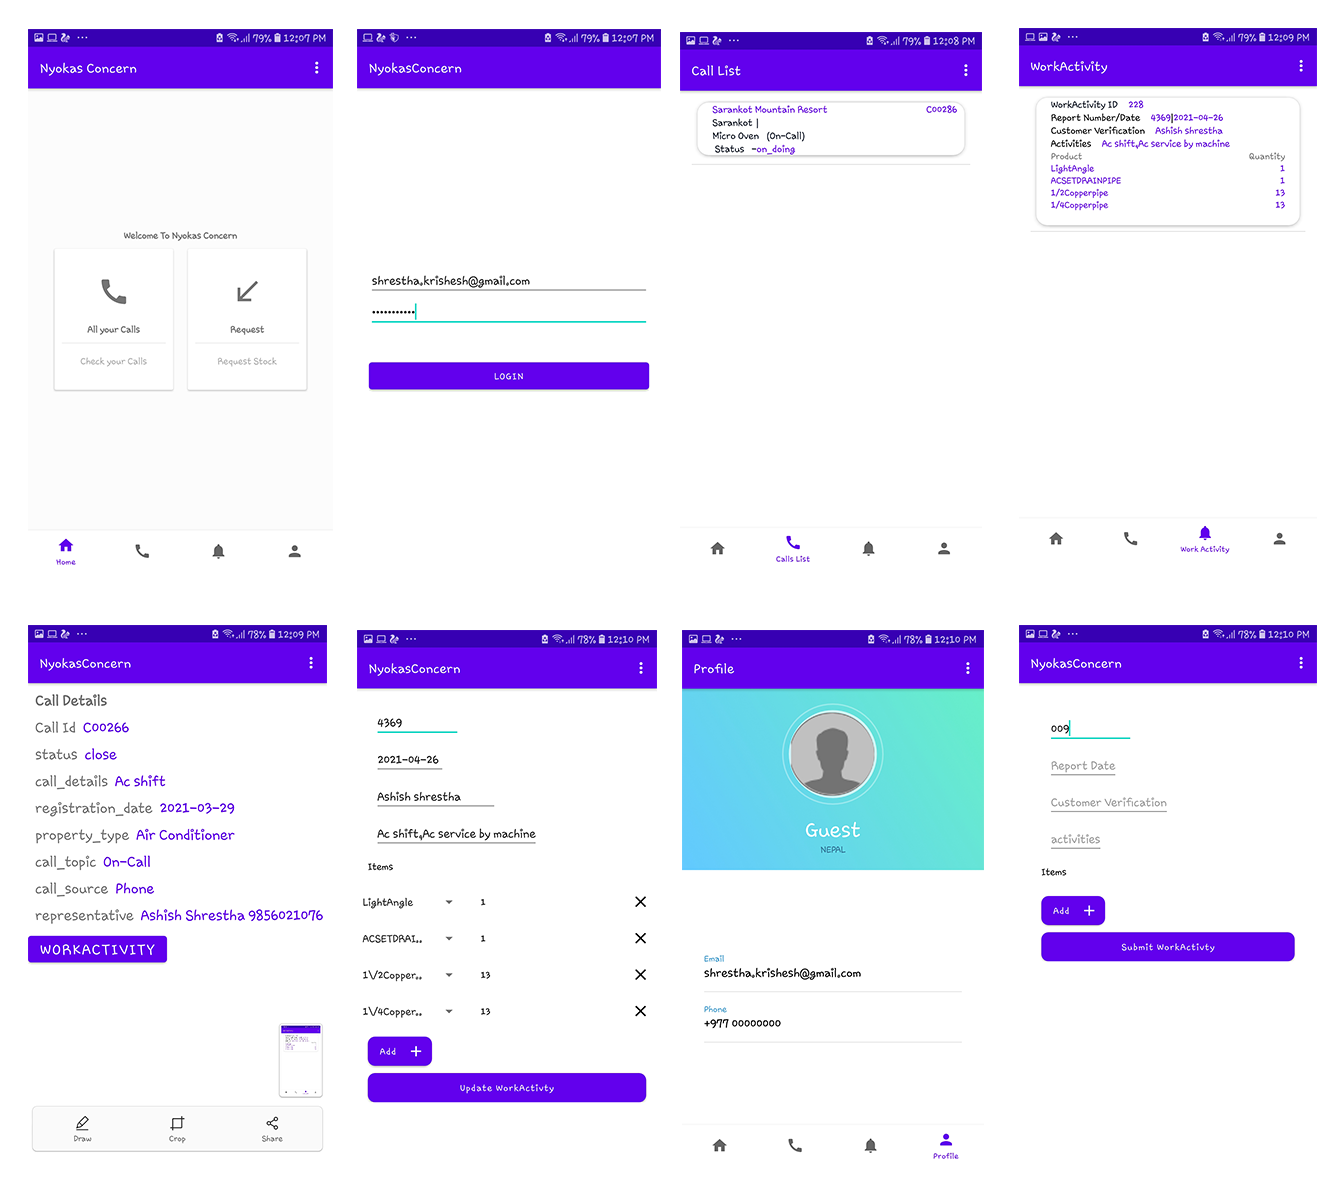 79% 12:07 PM
Nyokas Concern
Welcome To Nyokas Concern
All your Calls
Check your Calls
Request
Request Stock
Home
79% 12:07 PM
NyokasConcern
shrestha.krishesh@gmail.com
•••••••••••
LOGIN
79% 12:08 PM
Call List
Sarankot Mountain Resort C00286
Sarankot |
Micro Oven (On-Call)
Status -on_doing
Calls List
79% 12:09 PM
WorkActivity
WorkActivity ID 228
Report Number/Date 4369|2021-04-26
Customer Verification Ashish shrestha
Activities Ac shift,Ac service by machine
Product Quantity
LightAngle 1
ACSETDRAINPIPE 1
1/2Copperpipe 13
1/4Copperpipe 13
Work Activity
78% 12:09 PM
NyokasConcern
Call Details
Call Id C00266
status close
call_details Ac shift
registration_date 2021-03-29
property_type Air Conditioner
call_topic On-Call
call_source Phone
representative Ashish Shrestha 9856021076
WORKACTIVITY
Draw Crop Share
78% 12:10 PM
NyokasConcern
4369
2021-04-26
Ashish shrestha
Ac shift,Ac service by machine
Items
LightAngle 1
ACSETDRAI.. 1
1\/2Copper.. 13
1\/4Copper.. 13
Add +
Update WorkActivty
78% 12:10 PM
Profile
Guest
NEPAL
Email
shrestha.krishesh@gmail.com
Phone
+977 00000000
Profile
78% 12:10 PM
NyokasConcern
009
Report Date
Customer Verification
activities
Items
Add +
Submit WorkActivty